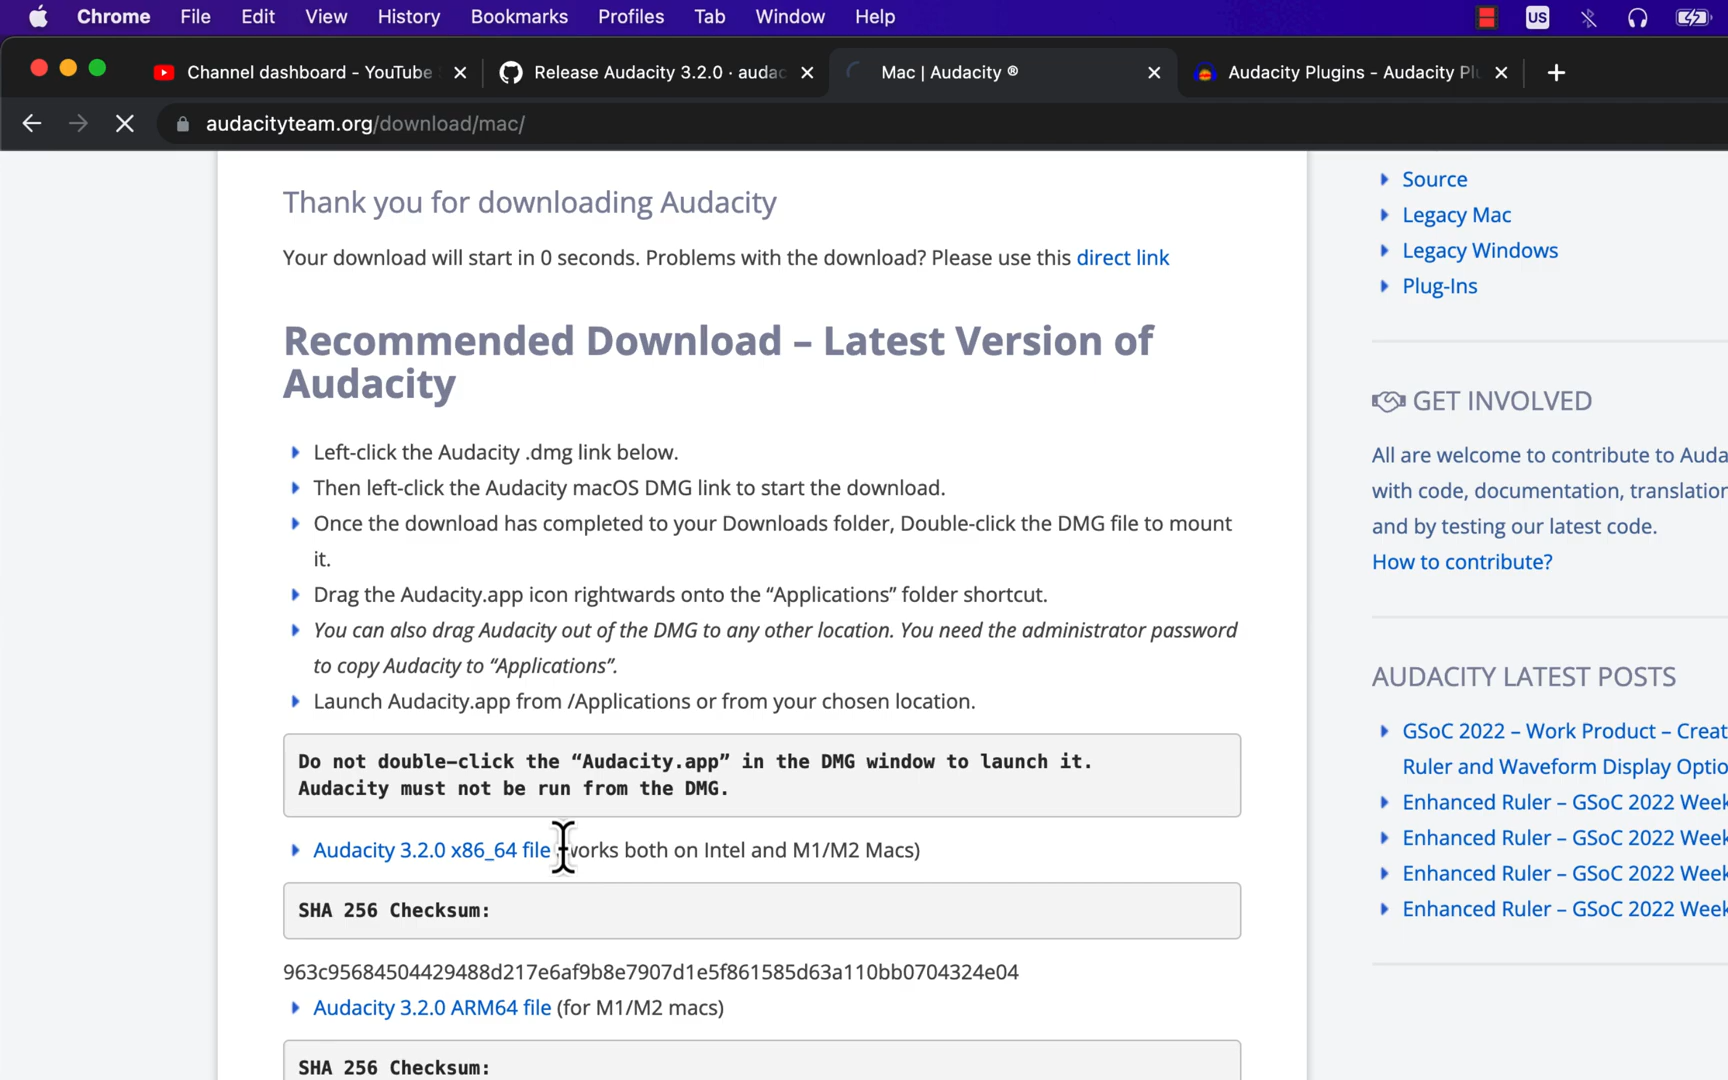 Chrome File Edit View History Bookmarks Profiles Tab Window Help US
Channel dashboard - YouTube
Release Audacity 3.2.0 · audac
Mac | Audacity ®
Audacity Plugins - Audacity Pl
audacityteam.org/download/mac/
Thank you for downloading Audacity
Your download will start in 0 seconds. Problems with the download? Please use this direct link
Recommended Download – Latest Version of
Audacity
Left-click the Audacity .dmg link below.
Then left-click the Audacity macOS DMG link to start the download.
Once the download has completed to your Downloads folder, Double-click the DMG file to mount
it.
Drag the Audacity.app icon rightwards onto the “Applications” folder shortcut.
You can also drag Audacity out of the DMG to any other location. You need the administrator password
to copy Audacity to “Applications”.
Launch Audacity.app from /Applications or from your chosen location.
Do not double-click the “Audacity.app” in the DMG window to launch it.
Audacity must not be run from the DMG.
Audacity 3.2.0 x86_64 file (works both on Intel and M1/M2 Macs)
SHA 256 Checksum:
963c95684504429488d217e6af9b8e7907d1e5f861585d63a110bb0704324e04
Audacity 3.2.0 ARM64 file (for M1/M2 macs)
SHA 256 Checksum:
Source
Legacy Mac
Legacy Windows
Plug-Ins
GET INVOLVED
All are welcome to contribute to Auda
with code, documentation, translation
and by testing our latest code.
How to contribute?
AUDACITY LATEST POSTS
GSoC 2022 – Work Product – Creat
Ruler and Waveform Display Optio
Enhanced Ruler – GSoC 2022 Week
Enhanced Ruler – GSoC 2022 Week
Enhanced Ruler – GSoC 2022 Week
Enhanced Ruler – GSoC 2022 Week